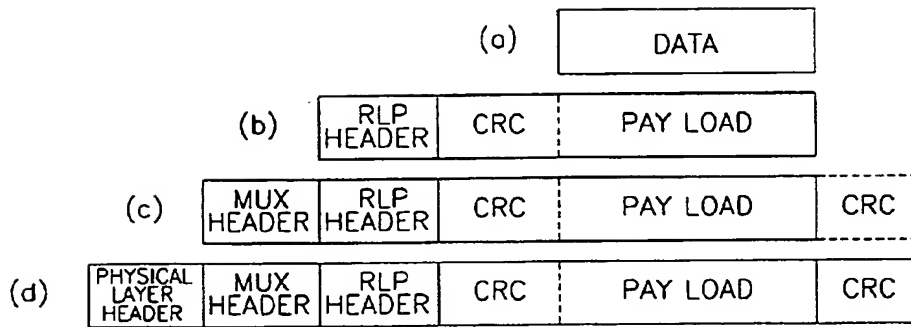 (a) DATA
(b) RLP HEADER CRC PAY LOAD
(c) MUX HEADER RLP HEADER CRC PAY LOAD CRC
(d) PHYSICAL LAYER HEADER MUX HEADER RLP HEADER CRC PAY LOAD CRC